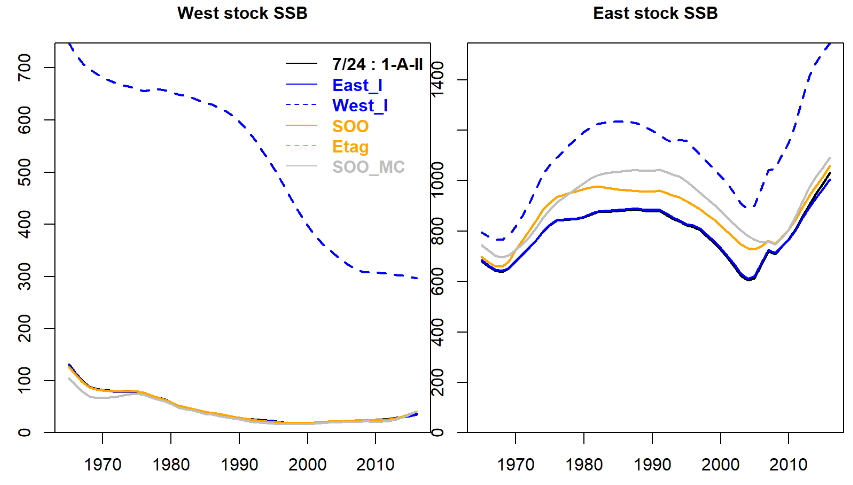 West stock SSB
East stock SSB
700
600
500
400
300
200
100
0
1970 1980 1990 2000 2010
7/24 : 1-A-II
East_I
West_I
SOO
Etag
SOO_MC
1400
1000
800
600
400
200
0
1970 1980 1990 2000 2010